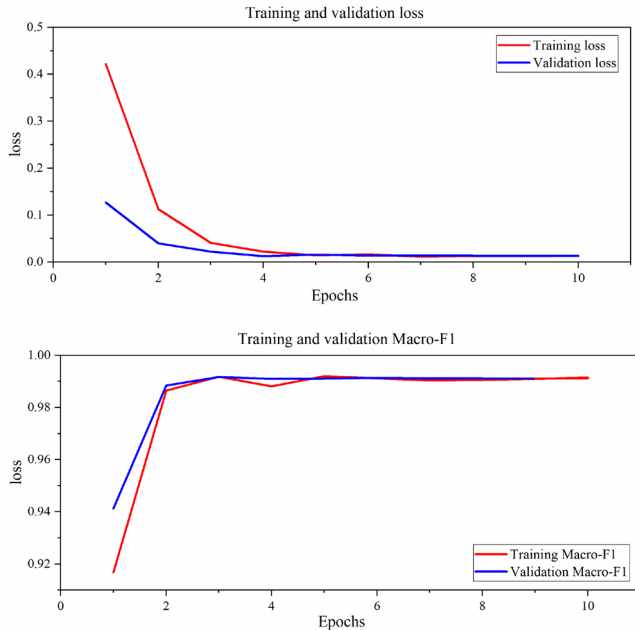 Training and validation loss
0.5
0.4
0.3
0.2
0.1
0.0
loss
Training loss
Validation loss
0 2 4 6 8 10
Epochs
Training and validation Macro-F1
1.00
0.98
0.96
0.94
0.92
loss
Training Macro-F1
Validation Macro-F1
0 2 4 6 8 10
Epochs